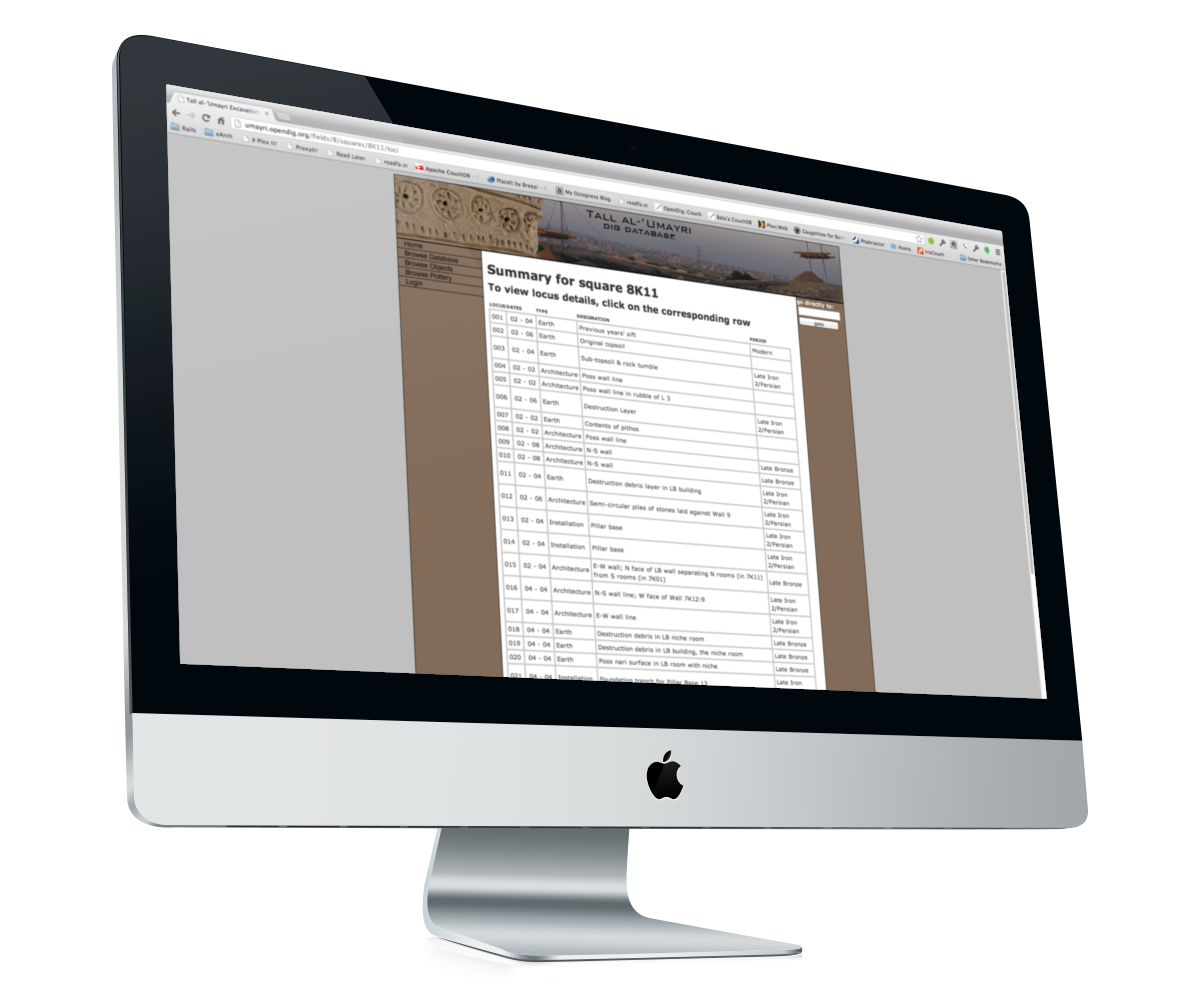 Tall al-'Umayri Excavation
umayri.opendig.org/fields/8/squares/8K11/loci
Rails eArch > Plex It! Proxyit! Read Later readfa.st Apache CouchDB - PlaceIt by Breezi - My Octopress Blog readfa.st OpenDig::Couch Balu's CouchDB Plex/Web GaugeView for Phabricator Asana IrisCouch Other Bookmarks
TALL AL-'UMAYRI
DIG DATABASE
Home
Browse Database
Browse Objects
Browse Pottery
Login
go directly to:
goto
Summary for square 8K11
To view locus details, click on the corresponding row
LOCUS DATES TYPE DESIGNATION PERIOD
001 02 - 04 Earth Previous years' sift Modern
002 02 - 06 Earth Original topsoil
003 02 - 04 Earth Sub-topsoil & rock tumble Late Iron
2/Persian
004 02 - 02 Architecture Poss wall line
005 02 - 02 Architecture Poss wall line in rubble of L 3
006 02 - 06 Earth Destruction Layer Late Iron
2/Persian
007 02 - 02 Earth Contents of pithos
008 02 - 02 Architecture Poss wall line
009 02 - 08 Architecture N-S wall Late Bronze
010 02 - 08 Architecture N-S wall Late Bronze
011 02 - 04 Earth Destruction debris layer in LB building Late Iron
2/Persian
012 02 - 06 Architecture Semi-circular piles of stones laid against Wall 9 Late Iron
2/Persian
013 02 - 04 Installation Pillar base Late Iron
2/Persian
014 02 - 04 Installation Pillar base Late Iron
2/Persian
015 02 - 04 Architecture E-W wall; N face of LB wall separating N rooms (in 7K11)
from S rooms (in 7K01) Late Bronze
016 04 - 04 Architecture N-S wall line; W face of Wall 7K12:9 Late Iron
2/Persian
017 04 - 04 Architecture E-W wall line Late Iron
2/Persian
018 04 - 04 Earth Destruction debris in LB niche room Late Bronze
019 04 - 04 Earth Destruction debris in LB building, the niche room Late Bronze
020 04 - 04 Earth Poss nari surface in LB room with niche Late Bronze
021 04 - 04 Installation Foundation trench for Pillar Base 13 Late Iron